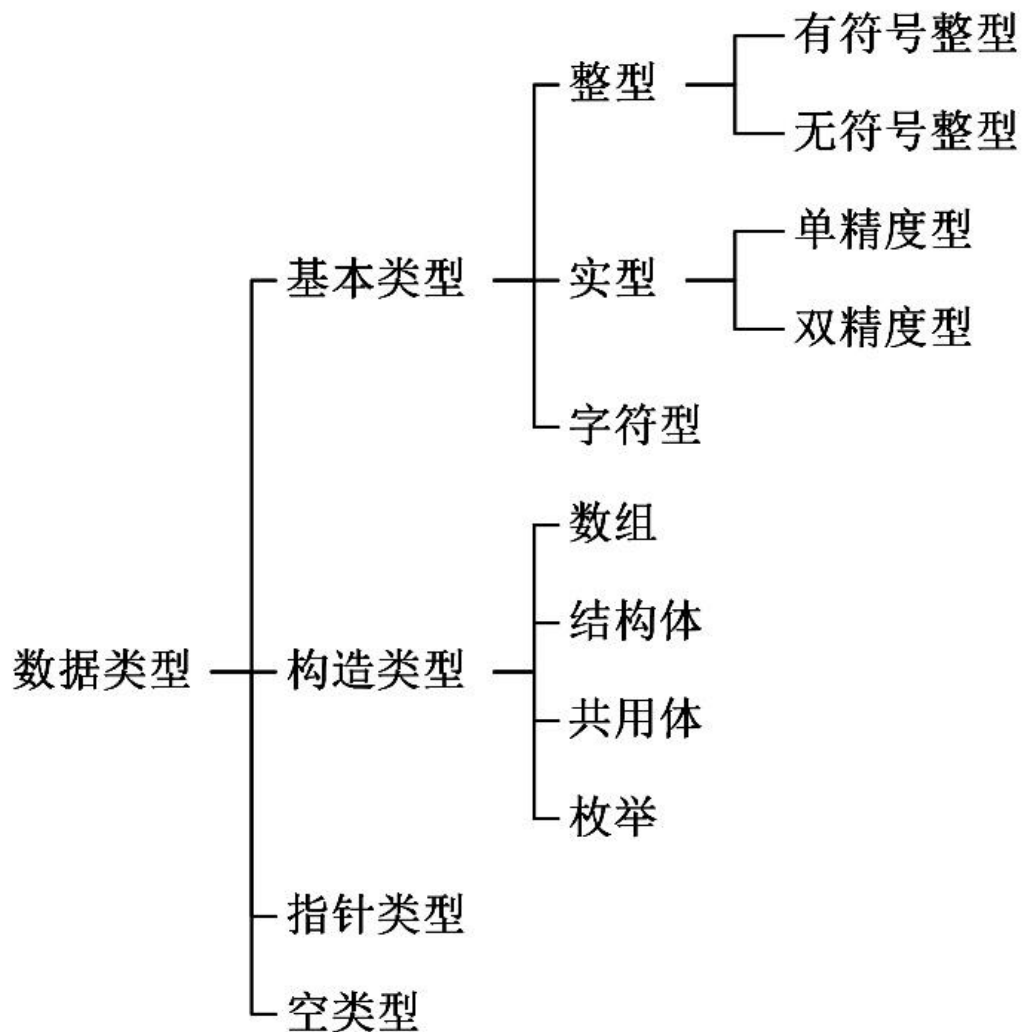 有符号整型
整型
无符号整型
单精度型
基本类型
实型
双精度型
字符型
数组
结构体
数据类型
构造类型
共用体
枚举
指针类型
空类型